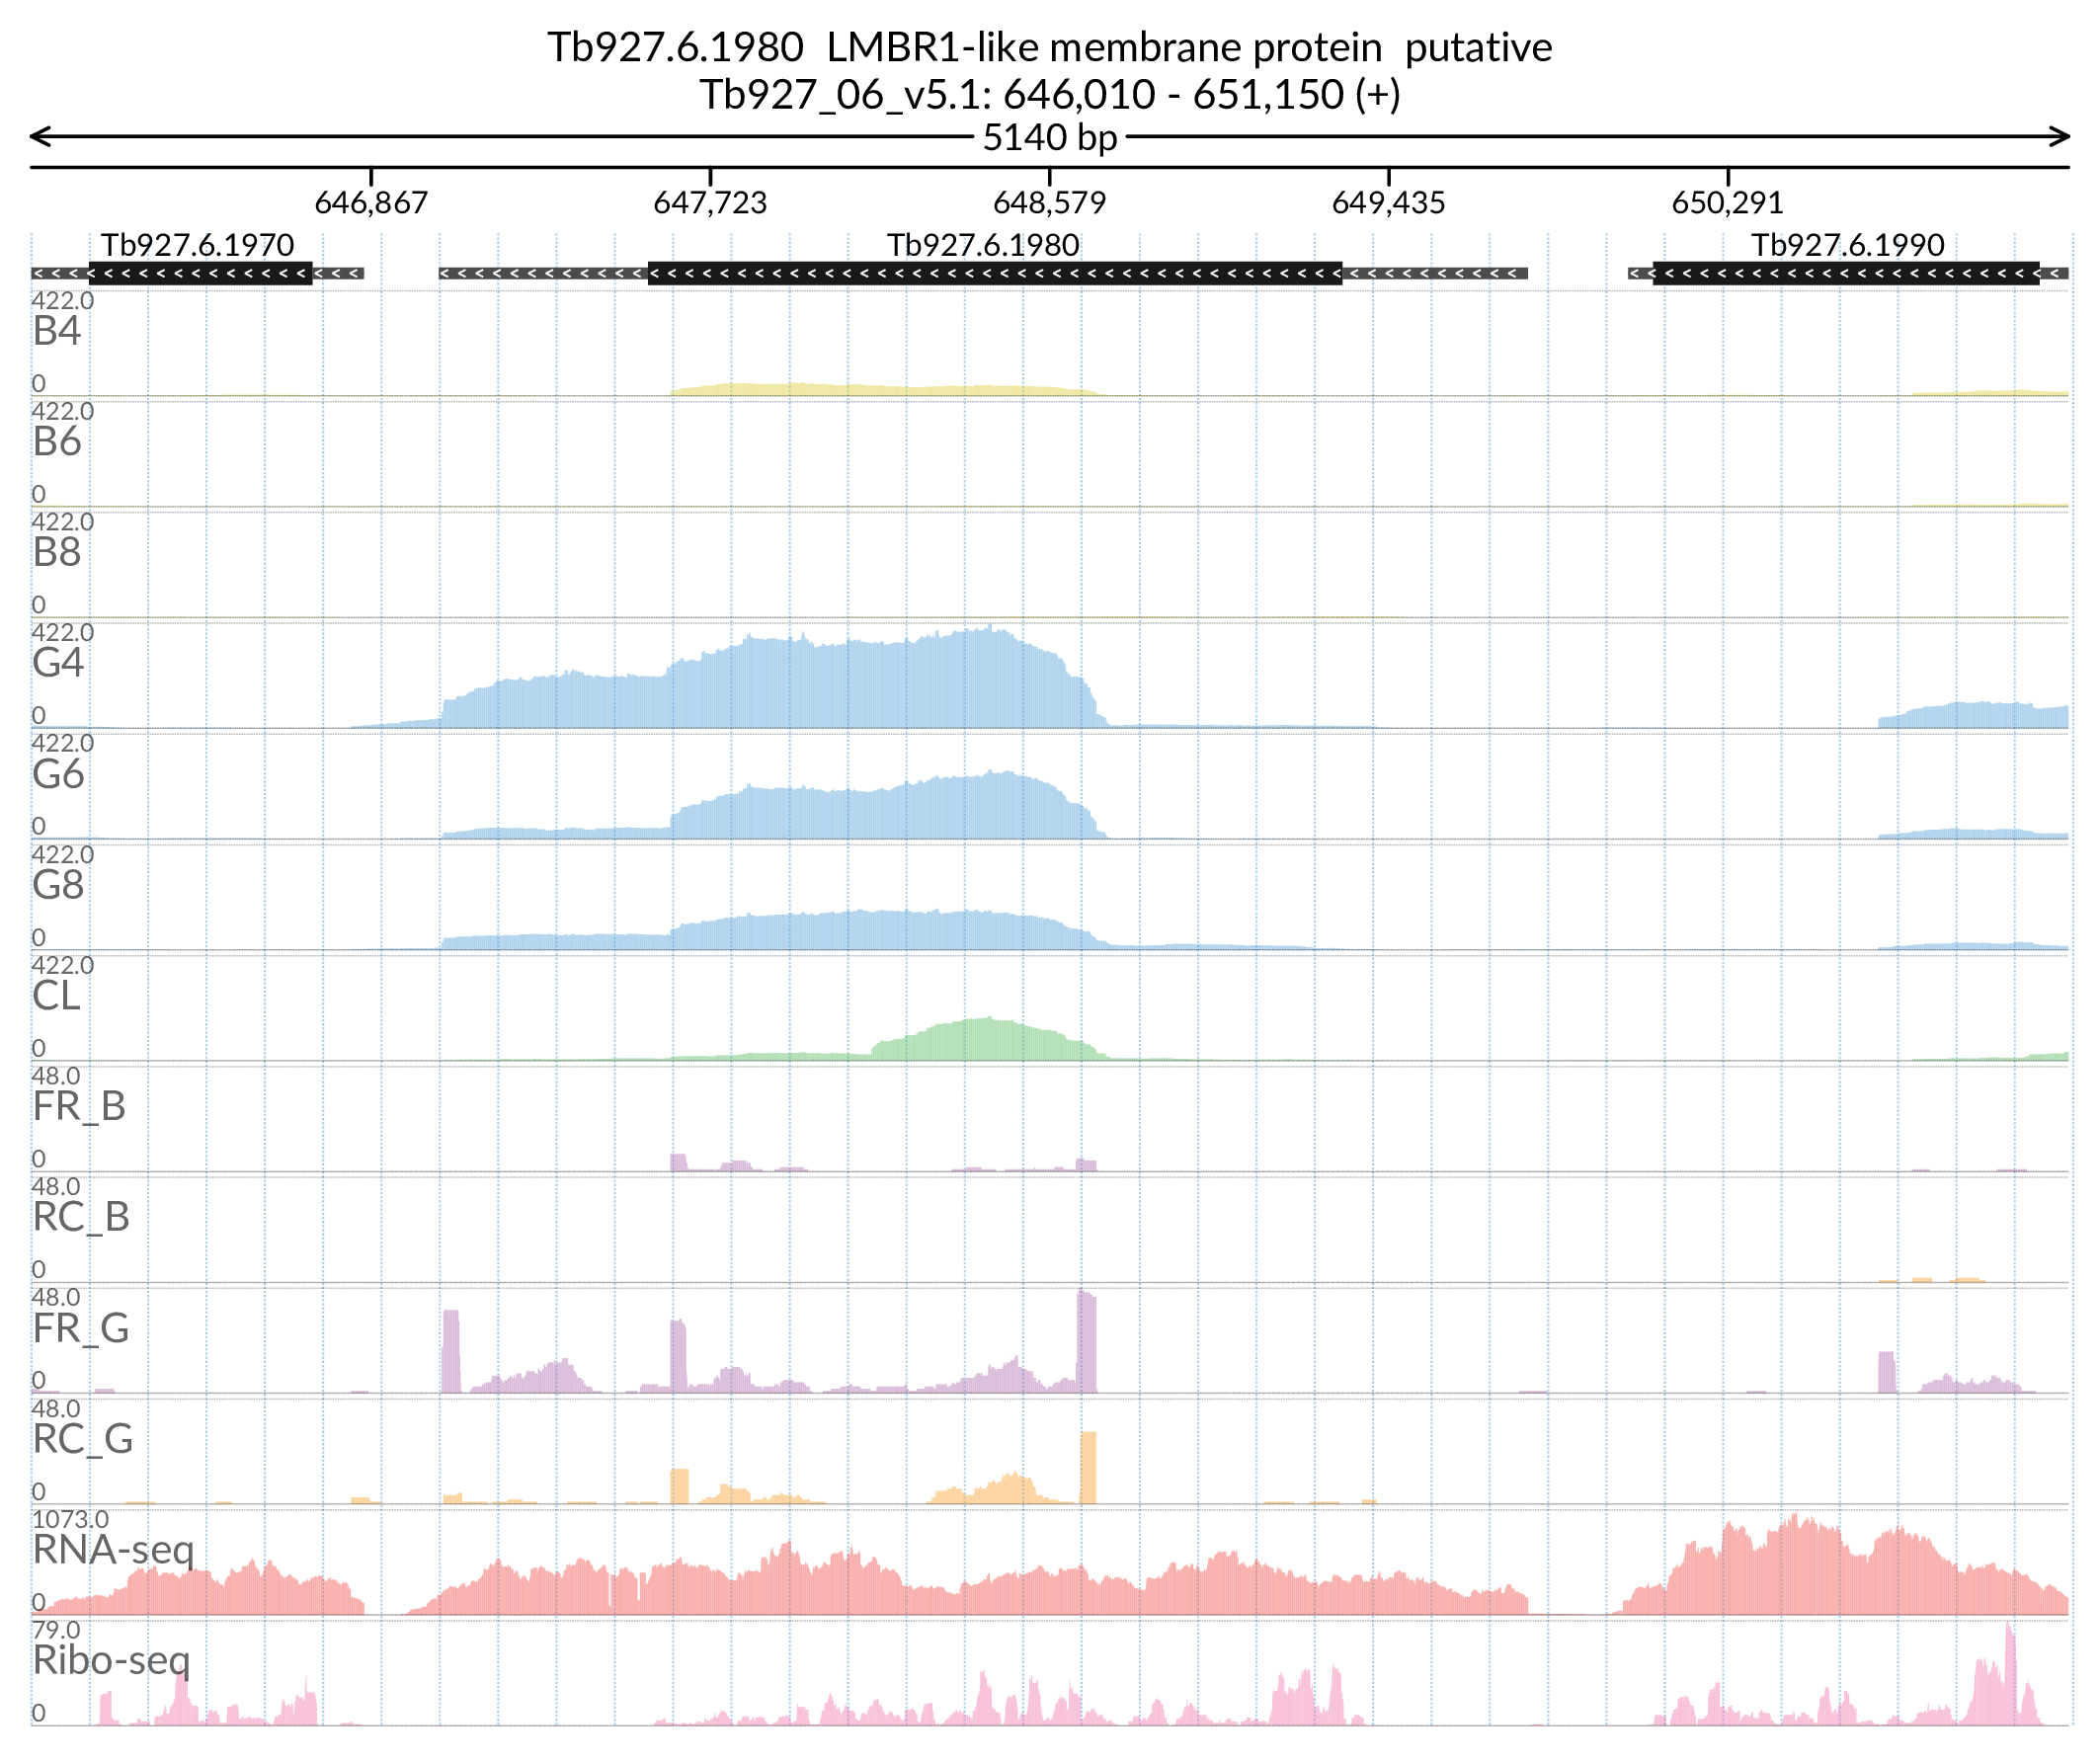 Tb927.6.1980  LMBR1-like membrane protein  putative
Tb927_06_v5.1: 646,010 - 651,150 (+)
5140 bp
646,867 647,723 648,579 649,435 650,291
Tb927.6.1970 Tb927.6.1980 Tb927.6.1990
422.0
B4
0
422.0
B6
0
422.0
B8
0
422.0
G4
0
422.0
G6
0
422.0
G8
0
422.0
CL
0
48.0
FR_B
0
48.0
RC_B
0
48.0
FR_G
0
48.0
RC_G
0
1073.0
RNA-seq
0
79.0
Ribo-seq
0